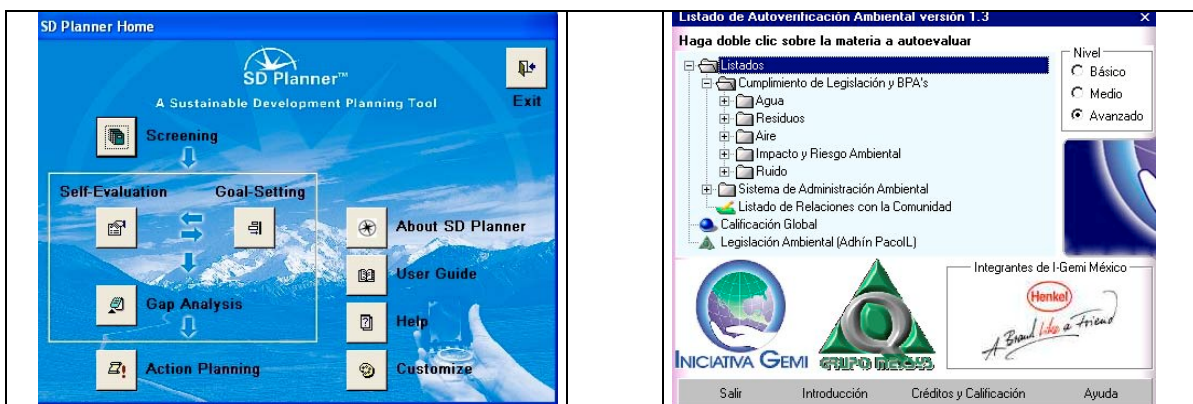 SD Planner Home
SD Planner™
A Sustainable Development Planning Tool
Exit
Screening
Self-Evaluation
Goal-Setting
About SD Planner
User Guide
Gap Analysis
Help
Action Planning
Customize
Listado de Autoverificación Ambiental versión 1.3
Haga doble clic sobre la materia a autoevaluar
Nivel
Básico
Medio
Avanzado
Listados
Cumplimiento de Legislación y BPA's
Agua
Residuos
Aire
Impacto y Riesgo Ambiental
Ruido
Sistema de Administración Ambiental
Listado de Relaciones con la Comunidad
Calificación Global
Legislación Ambiental (Adhín PacolL)
Integrantes de I-Gemi México
Henkel
A Brand Like a Friend
INICIATIVA GEMI
GRUPO
Salir
Introducción
Créditos y Calificación
Ayuda